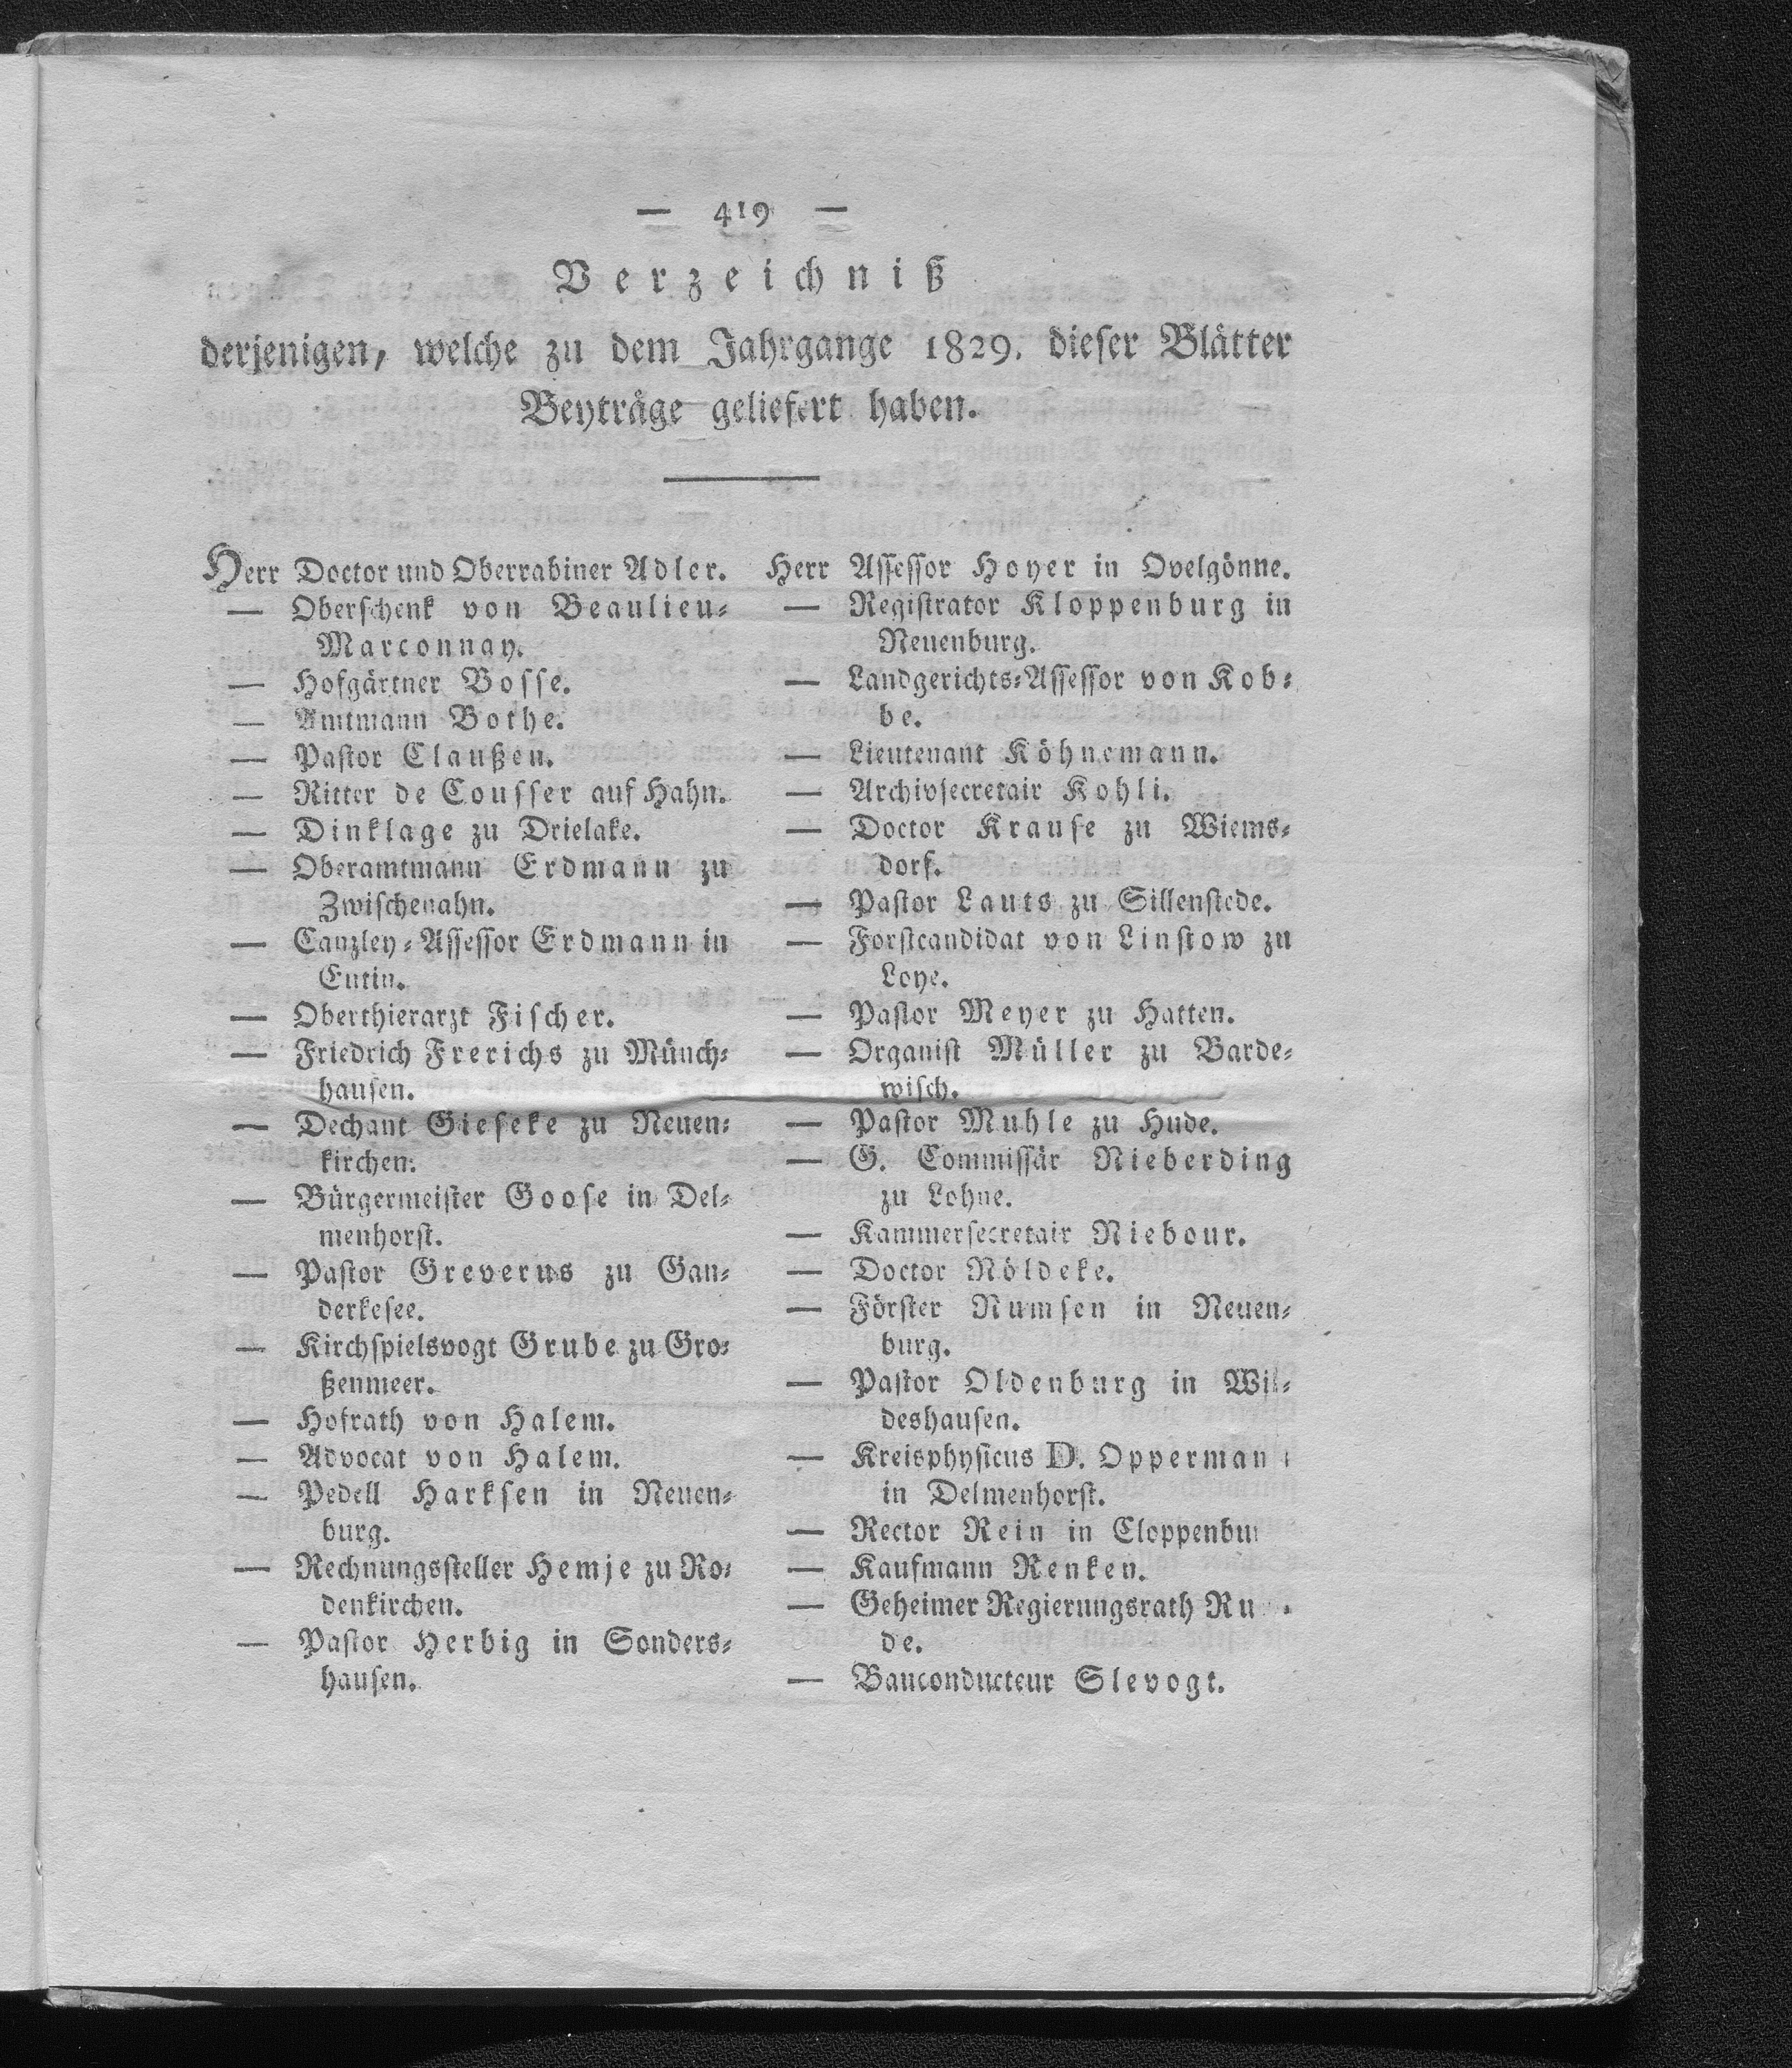 — 419 —
Verzeichniß
derjenigen, welche zu dem Jahrgange 1829. dieser Blätter
Beyträge geliefert haben.
Herr Doctor und Oberrabiner Adler.
— Oberschenk von Beaulieu-
Marconnay.
— Hofgärtner Bosse.
— Amtmann Bothe.
— Pastor Claußen.
— Ritter de Cousser auf Hahn.
— Dinklage zu Drielake.
— Oberamtmann Erdmann zu
Zwischenahn.
— Canzley-Assessor Erdmann in
Eutin.
— Oberthierarzt Fischer.
— Friedrich Frerichs zu Münch-
hausen.
— Dechant Gieseke zu Neuen-
kirchen.
— Bürgermeister Goose in Del-
menhorst.
— Pastor Greverus zu Gan-
derkesee.
— Kirchspielsvogt Grube zu Gro-
ßenmeer.
— Hofrath von Halem.
— Advocat von Halem.
— Pedell Harksen in Neuen-
burg.
— Rechnungssteller Hemje zu Ro-
denkirchen.
— Pastor Herbig in Sonders-
hausen.
Herr Assessor Hoyer in Ovelgönne.
— Registrator Kloppenburg in
Neuenburg.
— Landgerichts-Assessor von Kob-
be.
— Lieutenant Köhnemann.
— Archivsecretair Kohli.
— Doctor Krause zu Wiems-
dorf.
— Pastor Lauts zu Sillenstede.
— Forstcandidat von Linstow zu
Loye.
— Pastor Meyer zu Hatten.
— Organist Müller zu Barde-
wisch.
— Pastor Muhle zu Hude.
— G. Commissär Nieberding
zu Lohne.
— Kammersecretair Niebour.
— Doctor Nöldeke.
— Förster Numsen in Neuen-
burg.
— Pastor Oldenburg in Wil-
deshausen.
— Kreisphysicus D. Opperman
in Delmenhorst.
— Rector Rein in Cloppenbu
— Kaufmann Renken.
— Geheimer Regierungsrath Ru
de.
— Bauconducteur Slevogt.